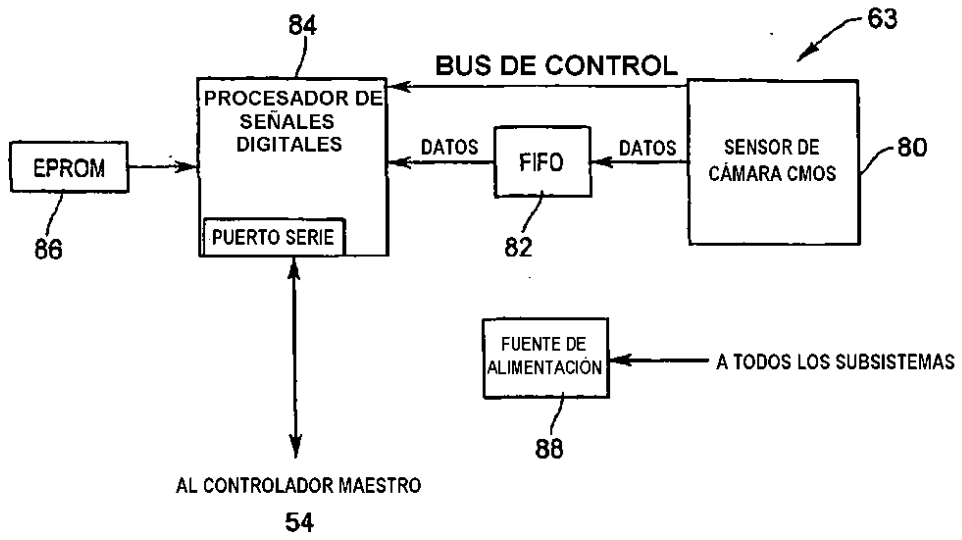 84
63
BUS DE CONTROL
PROCESADOR DE
SEÑALES
DIGITALES
DATOS
FIFO
DATOS
SENSOR DE
CÁMARA CMOS
80
EPROM
86
82
PUERTO SERIE
FUENTE DE
ALIMENTACIÓN
A TODOS LOS SUBSISTEMAS
88
AL CONTROLADOR MAESTRO
54